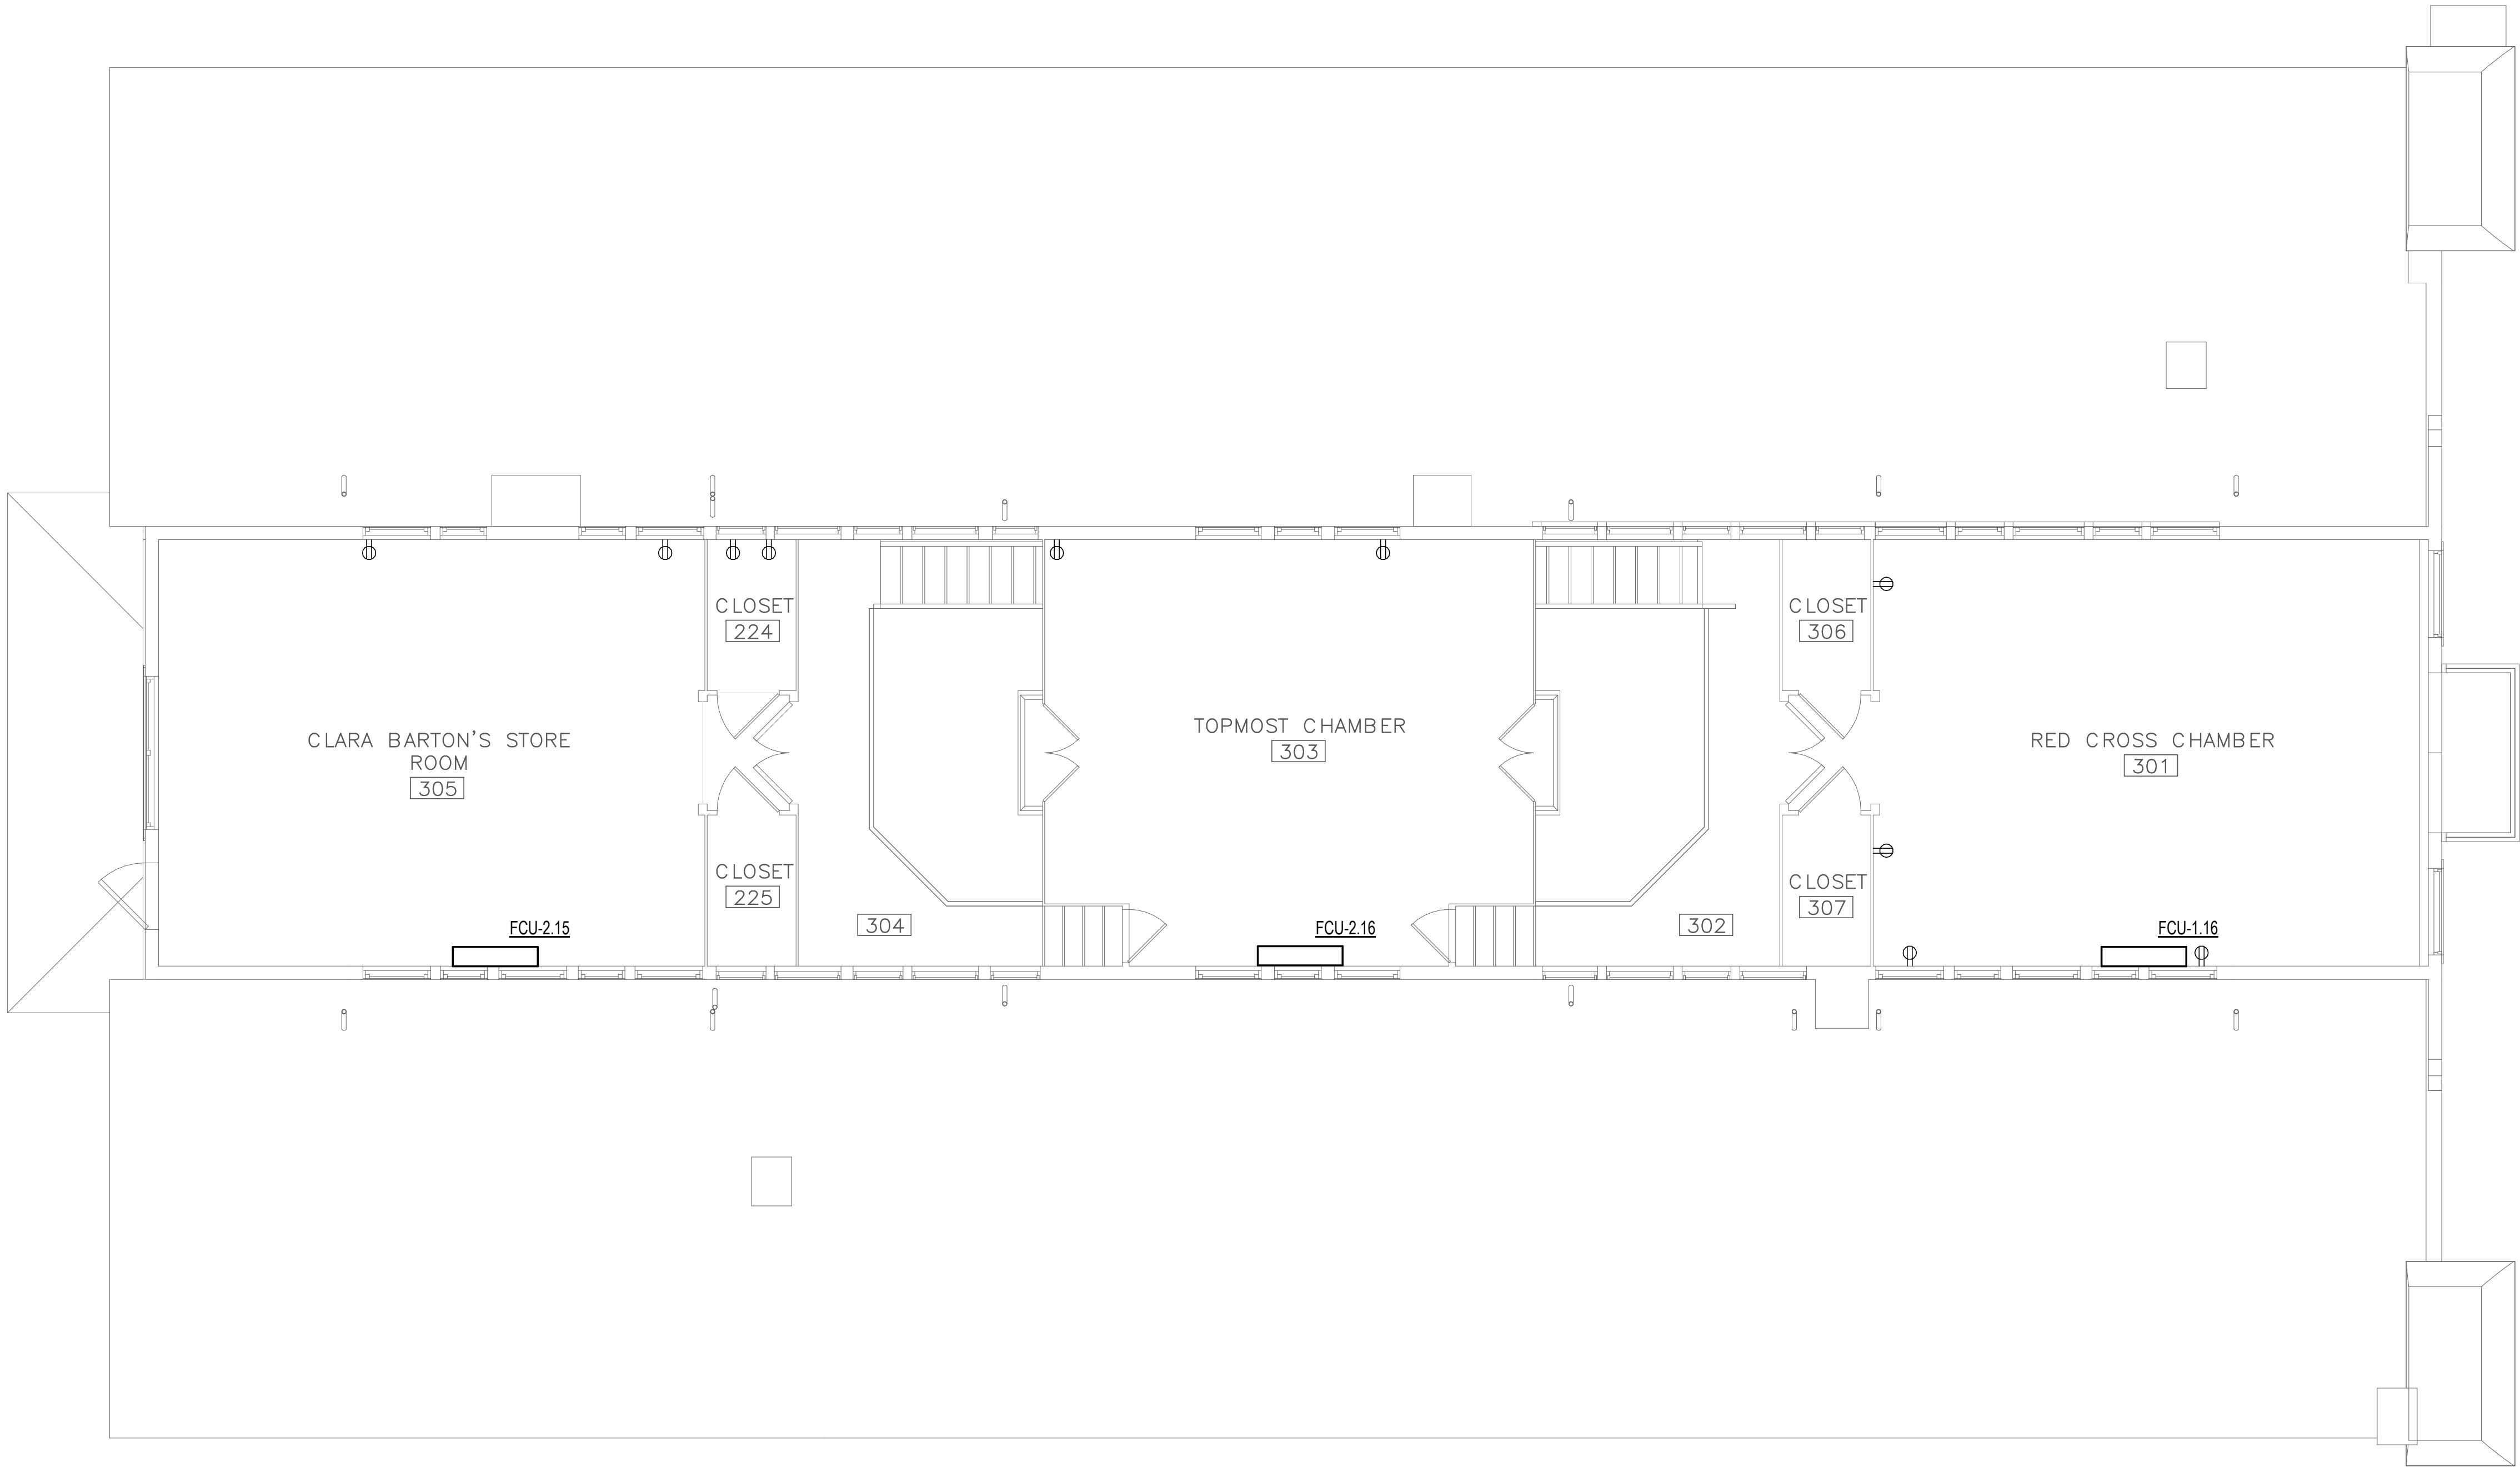 CLOSET
224
CLOSET
306
CLARA BARTON'S STORE
ROOM
305
TOPMOST CHAMBER
303
RED CROSS CHAMBER
301
CLOSET
225
CLOSET
307
304
302
FCU-2.15
FCU-2.16
FCU-1.16